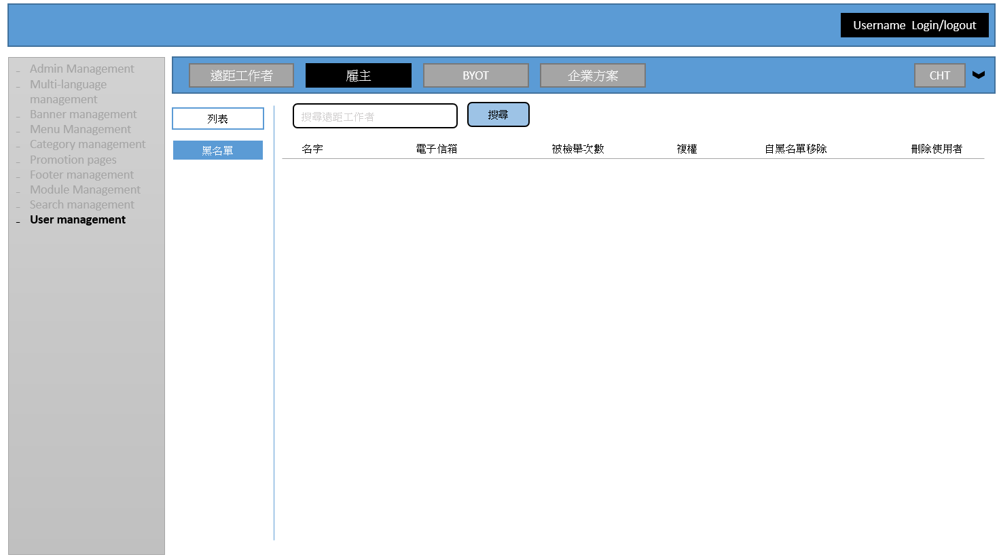 Username Login/logout
Admin Management
Multi-language
management
Banner management
Menu Management
Category management
Promotion pages
Footer management
Module Management
Search management
User management
遠距工作者
雇主
BYOT
企業方案
CHT
列表
黑名單
搜尋遠距工作者
搜尋
名字
電子信箱
被檢舉次數
複權
自黑名單移除
刪除使用者